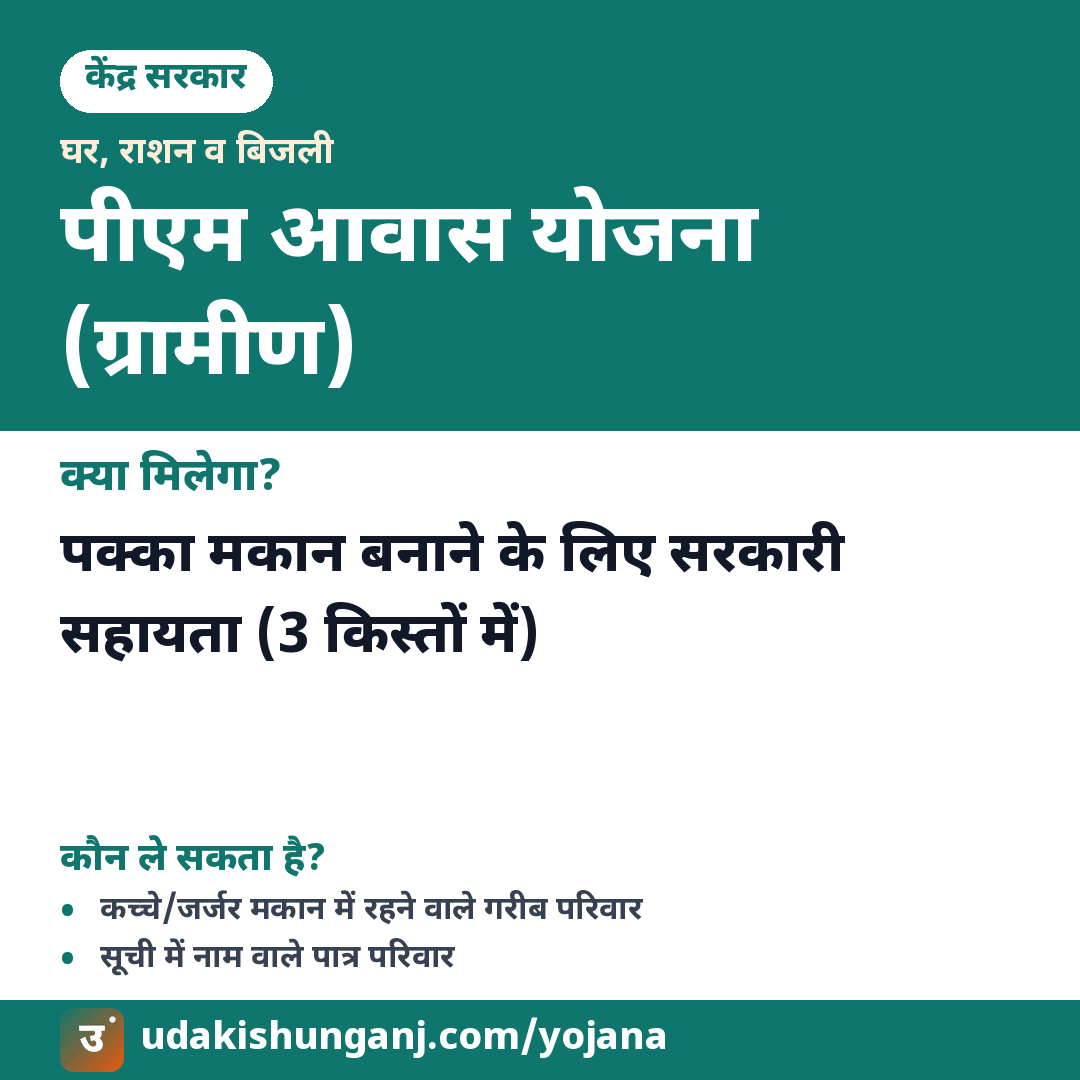 केंद्र सरकार
घर, राशन व बिजली
पीएम आवास योजना
(ग्रामीण)
क्या मिलेगा?
पक्का मकान बनाने के लिए सरकारी
सहायता (3 किस्तों में)
कौन ले सकता है?
• कच्चे/जर्जर मकान में रहने वाले गरीब परिवार
• सूची में नाम वाले पात्र परिवार
उ udakishunganj.com/yojana